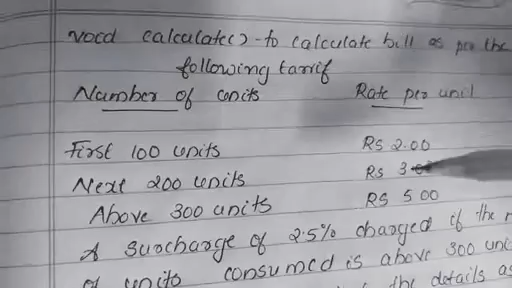 void calculate() - to calculate bill as per the
following tarrif
Number of units Rate per unit
First 100 units RS 2.00
Next 200 units RS 3.00
Above 300 units RS 5 00
A surcharge of 2.5% charged if the
of units consumed is above 300
the details as